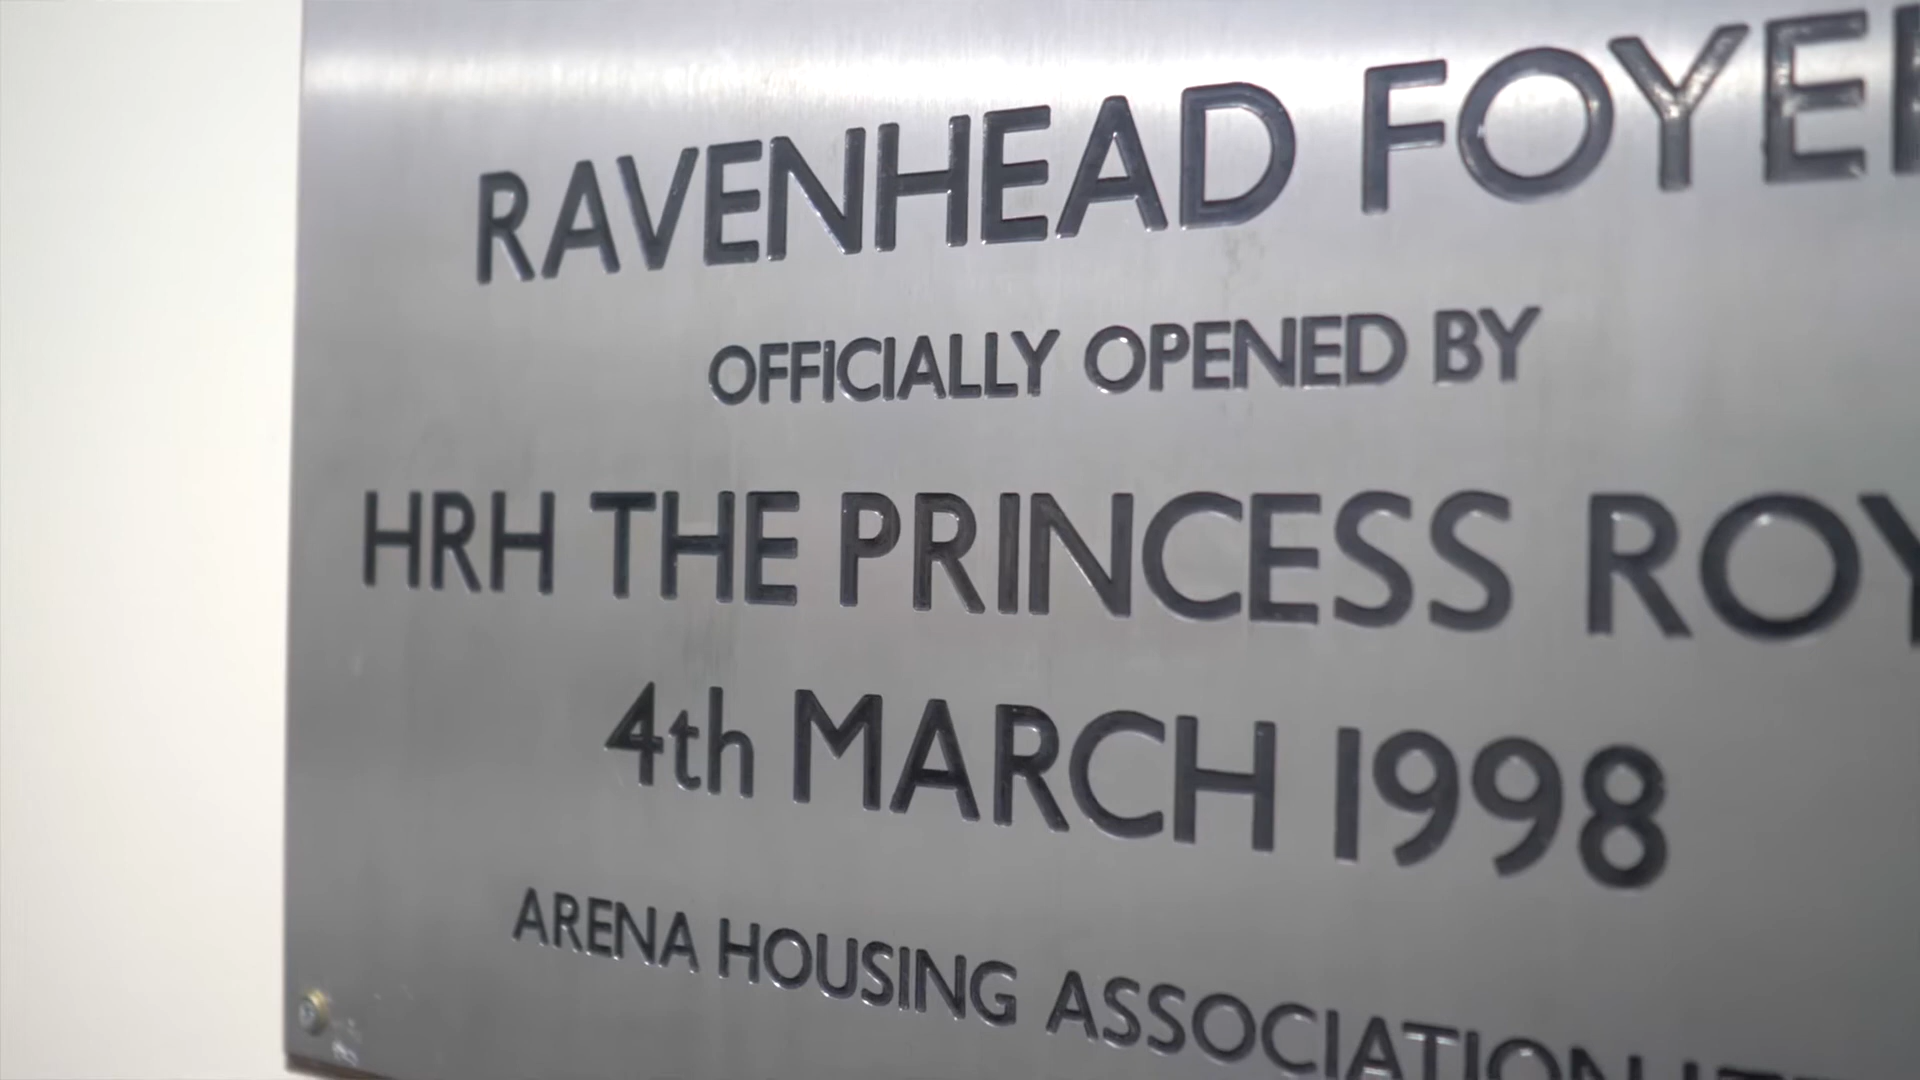 RAVENHEAD FOYER
OFFICIALLY OPENED BY
HRH THE PRINCESS ROY
4th MARCH 1998
ARENA HOUSING ASSOCIATION